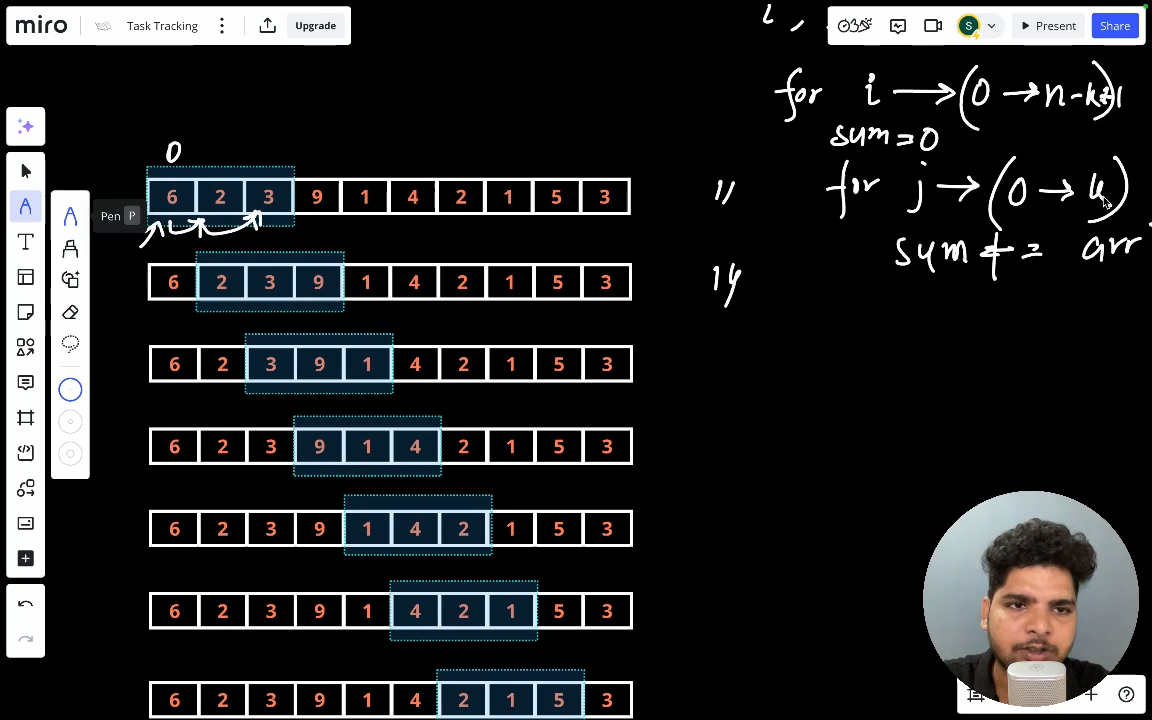 miro
Task Tracking
Upgrade
S
Present
Share
for i → (0 → n-k+1)
sum = 0
for j → (0 → k)
sum += arr
0
Pen P
6 2 3 9 1 4 2 1 5 3
11
6 2 3 9 1 4 2 1 5 3
14
6 2 3 9 1 4 2 1 5 3
6 2 3 9 1 4 2 1 5 3
6 2 3 9 1 4 2 1 5 3
6 2 3 9 1 4 2 1 5 3
6 2 3 9 1 4 2 1 5 3